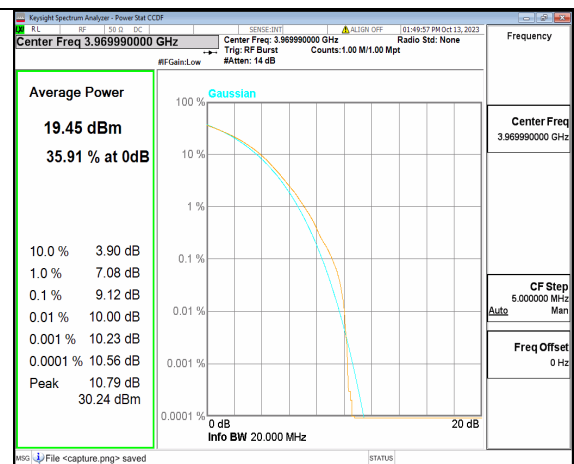 Keysight Spectrum Analyzer - Power Stat CCDF
RL RF 50 Ω DC SENSE:INT ALIGN OFF 01:49:57 PM Oct 13, 2023
Center Freq 3.969990000 GHz
Center Freq: 3.969990000 GHz Radio Std: None
Trig: RF Burst Counts:1.00 M/1.00 Mpt
#IFGain:Low #Atten: 14 dB
Frequency
Average Power
19.45 dBm
35.91 % at 0dB
10.0 % 3.90 dB
1.0 % 7.08 dB
0.1 % 9.12 dB
0.01 % 10.00 dB
0.001 % 10.23 dB
0.0001 % 10.56 dB
Peak 10.79 dB
30.24 dBm
Gaussian
100 %
10 %
1 %
0.1 %
0.01 %
0.001 %
0.0001 %
0 dB 20 dB
Info BW 20.000 MHz
Center Freq
3.969990000 GHz
CF Step
5.000000 MHz
Auto Man
Freq Offset
0 Hz
MSG File <capture.png> saved STATUS